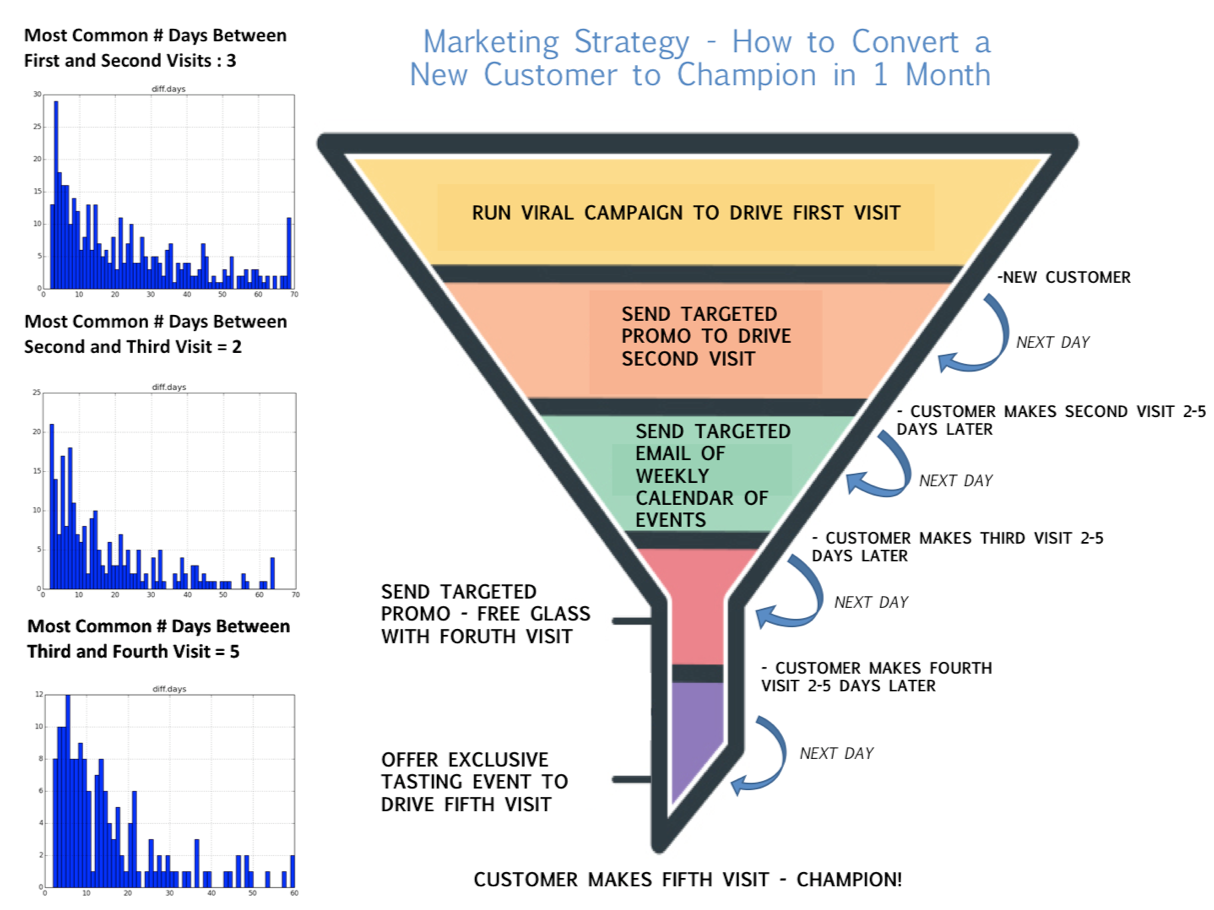 Most Common # Days Between
First and Second Visits : 3
diff.days
30
25
20
15
10
5
0
0 10 20 30 40 50 60 70
Most Common # Days Between
Second and Third Visit = 2
diff.days
25
20
15
10
5
0
0 10 20 30 40 50 60 70
Most Common # Days Between
Third and Fourth Visit = 5
diff.days
12
10
8
6
4
2
0
0 10 20 30 40 50 60
Marketing Strategy - How to Convert a
New Customer to Champion in 1 Month
RUN VIRAL CAMPAIGN TO DRIVE FIRST VISIT
-NEW CUSTOMER
NEXT DAY
SEND TARGETED
PROMO TO DRIVE
SECOND VISIT
- CUSTOMER MAKES SECOND VISIT 2-5
DAYS LATER
NEXT DAY
SEND TARGETED
EMAIL OF
WEEKLY
CALENDAR OF
EVENTS
- CUSTOMER MAKES THIRD VISIT 2-5
DAYS LATER
NEXT DAY
SEND TARGETED
PROMO - FREE GLASS
WITH FORUTH VISIT
- CUSTOMER MAKES FOURTH
VISIT 2-5 DAYS LATER
NEXT DAY
OFFER EXCLUSIVE
TASTING EVENT TO
DRIVE FIFTH VISIT
CUSTOMER MAKES FIFTH VISIT - CHAMPION!